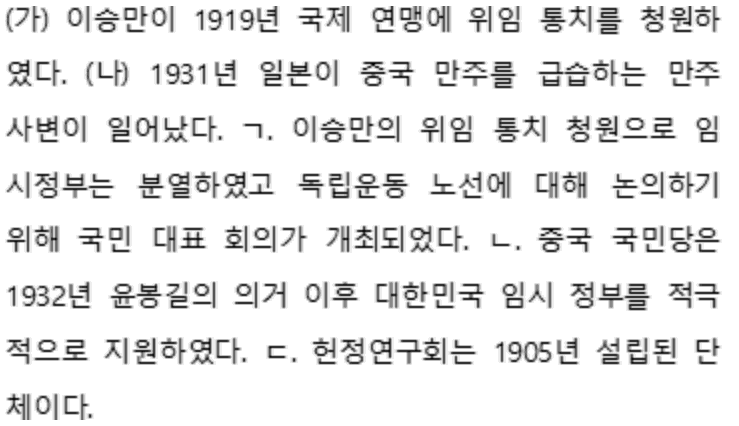 (가) 이승만이 1919년 국제 연맹에 위임 통치를 청원하
였다. (나) 1931년 일본이 중국 만주를 급습하는 만주
사변이 일어났다. ㄱ. 이승만의 위임 통치 청원으로 임
시정부는 분열하였고 독립운동 노선에 대해 논의하기
위해 국민 대표 회의가 개최되었다. ㄴ. 중국 국민당은
1932년 윤봉길의 의거 이후 대한민국 임시 정부를 적극
적으로 지원하였다. ㄷ. 헌정연구회는 1905년 설립된 단
체이다.